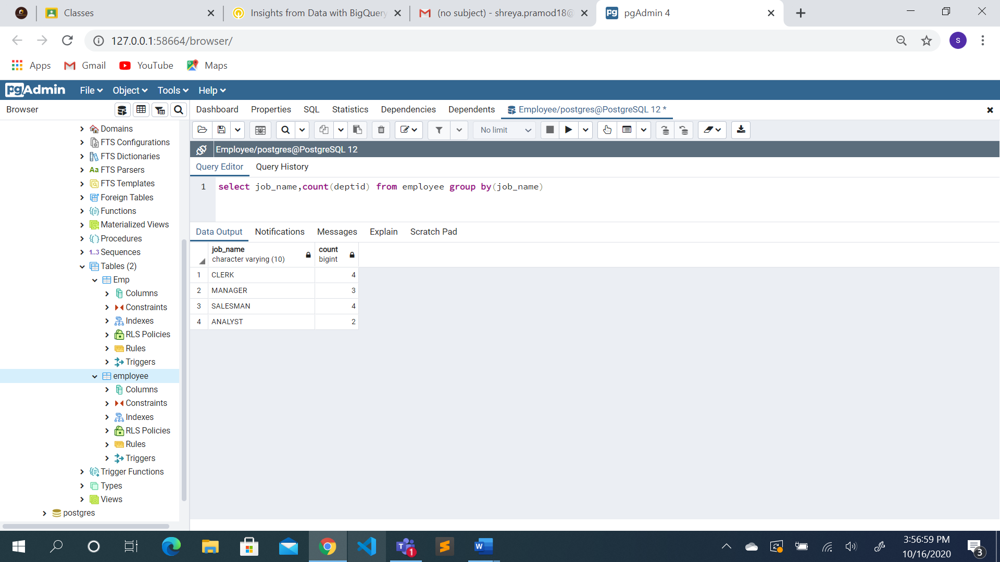 Classes
Insights from Data with BigQuery
(no subject) - shreya.pramod18@
pgAdmin 4
127.0.0.1:58664/browser/
S
Apps
Gmail
YouTube
Maps
pgAdmin
File
Object
Tools
Help
Browser
Dashboard
Properties
SQL
Statistics
Dependencies
Dependents
Employee/postgres@PostgreSQL 12 *
No limit
Employee/postgres@PostgreSQL 12
Query Editor
Query History
1 select job_name,count(deptid) from employee group by(job_name)
Data Output
Notifications
Messages
Explain
Scratch Pad
job_name
character varying (10)
count
bigint
1 CLERK 4
2 MANAGER 3
3 SALESMAN 4
4 ANALYST 2
Domains
FTS Configurations
FTS Dictionaries
Aa FTS Parsers
FTS Templates
Foreign Tables
Functions
Materialized Views
Procedures
1..3 Sequences
Tables (2)
Emp
Columns
Constraints
Indexes
RLS Policies
Rules
Triggers
employee
Columns
Constraints
Indexes
RLS Policies
Rules
Triggers
Trigger Functions
Types
Views
postgres
T
1
S
W
3:56:59 PM
10/16/2020
3